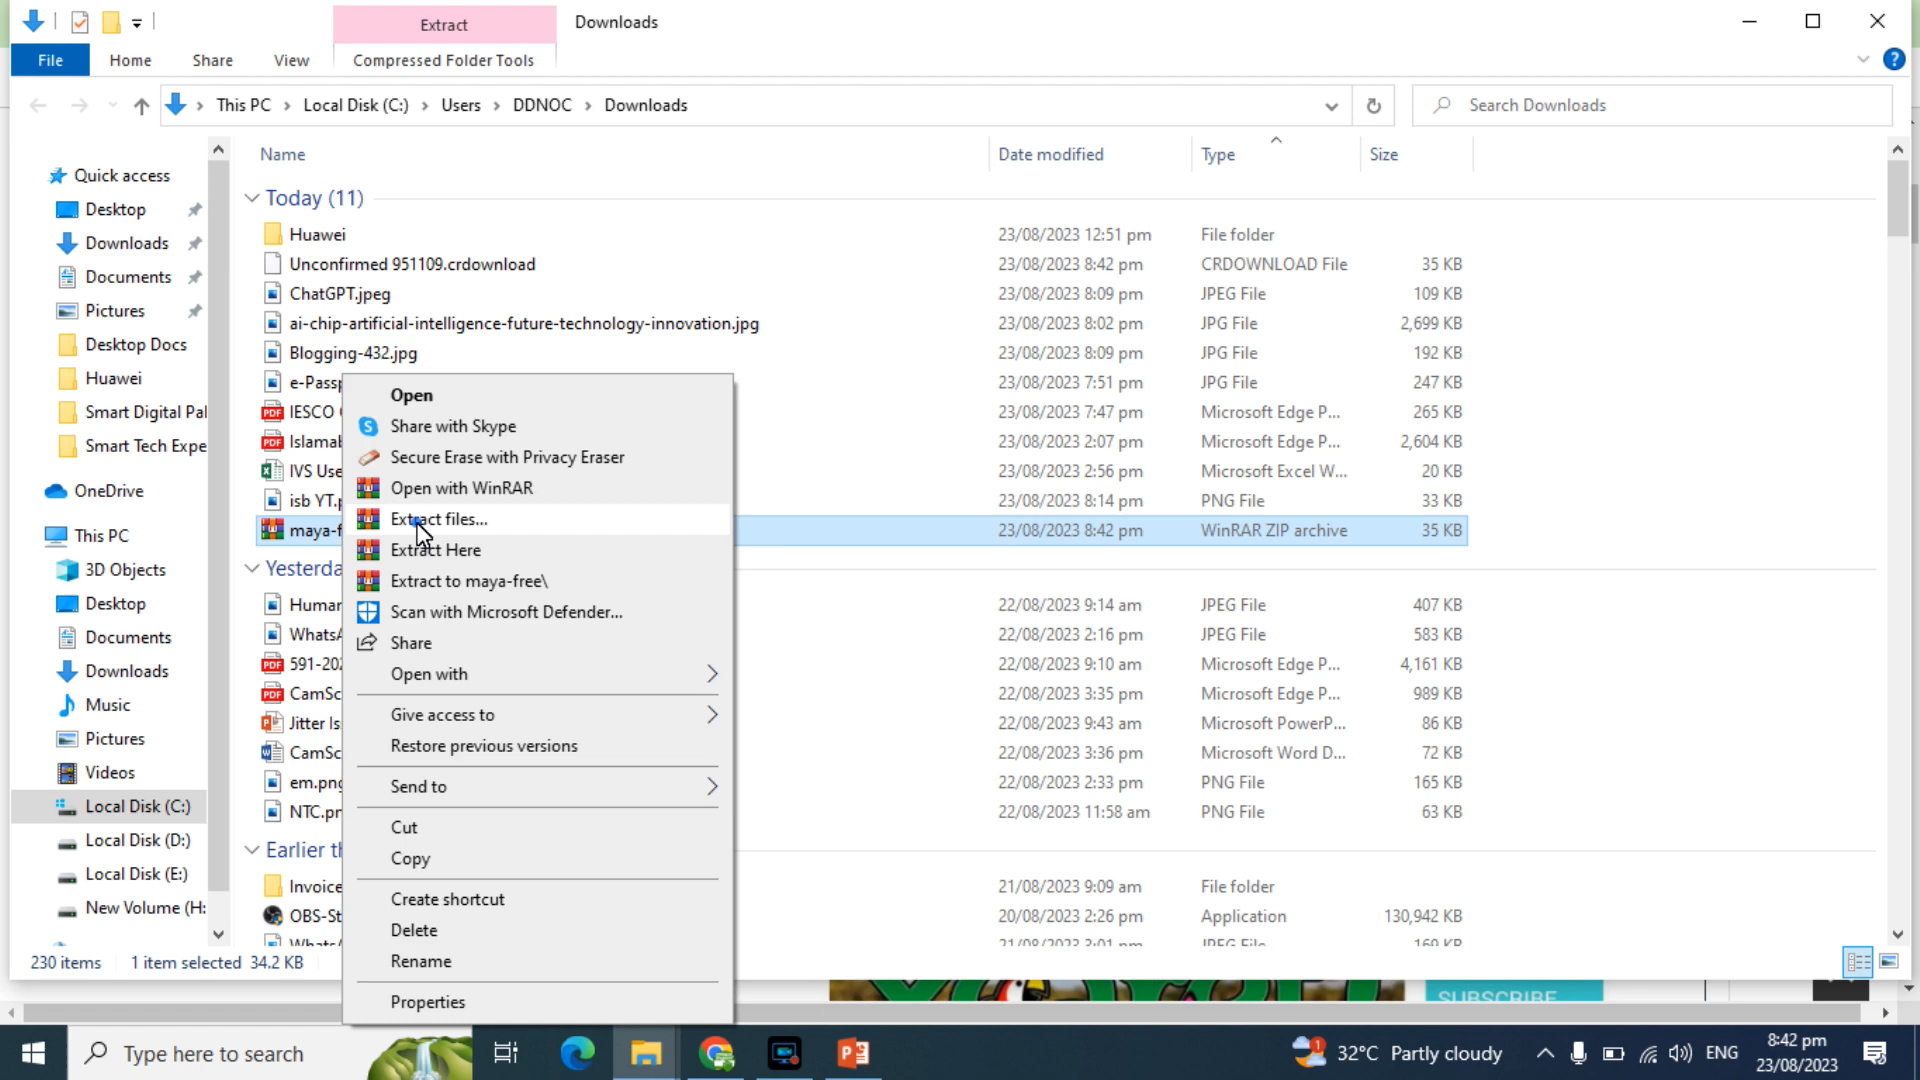 Extract
Downloads
File
Home
Share
View
Compressed Folder Tools
This PC
Local Disk (C:)
Users
DDNOC
Downloads
Search Downloads
Name
Date modified
Type
Size
Quick access
Desktop
Downloads
Documents
Pictures
Desktop Docs
Huawei
Smart Digital Pal
Smart Tech Expe
OneDrive
This PC
3D Objects
Desktop
Documents
Downloads
Music
Pictures
Videos
Local Disk (C:)
Local Disk (D:)
Local Disk (E:)
New Volume (H:
Today (11)
Huawei 23/08/2023 12:51 pm File folder
Unconfirmed 951109.crdownload 23/08/2023 8:42 pm CRDOWNLOAD File 35 KB
ChatGPT.jpeg 23/08/2023 8:09 pm JPEG File 109 KB
ai-chip-artificial-intelligence-future-technology-innovation.jpg 23/08/2023 8:02 pm JPG File 2,699 KB
Blogging-432.jpg 23/08/2023 8:09 pm JPG File 192 KB
e-Passp 23/08/2023 7:51 pm JPG File 247 KB
IESCO 23/08/2023 7:47 pm Microsoft Edge P... 265 KB
Islamab 23/08/2023 2:07 pm Microsoft Edge P... 2,604 KB
IVS Use 23/08/2023 2:56 pm Microsoft Excel W... 20 KB
isb YT.p 23/08/2023 8:14 pm PNG File 33 KB
maya-f 23/08/2023 8:42 pm WinRAR ZIP archive 35 KB
Yesterda
Human 22/08/2023 9:14 am JPEG File 407 KB
WhatsA 22/08/2023 2:16 pm JPEG File 583 KB
591-202 22/08/2023 9:10 am Microsoft Edge P... 4,161 KB
CamSc 22/08/2023 3:35 pm Microsoft Edge P... 989 KB
Jitter Is 22/08/2023 9:43 am Microsoft PowerP... 86 KB
CamSc 22/08/2023 3:36 pm Microsoft Word D... 72 KB
em.png 22/08/2023 2:33 pm PNG File 165 KB
NTC.pn 22/08/2023 11:58 am PNG File 63 KB
Earlier th
Invoice 21/08/2023 9:09 am File folder
OBS-St 20/08/2023 2:26 pm Application 130,942 KB
WhatsA 21/08/2023 3:01 pm JPEG File 169 KB
Open
Share with Skype
Secure Erase with Privacy Eraser
Open with WinRAR
Extract files...
Extract Here
Extract to maya-free\
Scan with Microsoft Defender...
Share
Open with
Give access to
Restore previous versions
Send to
Cut
Copy
Create shortcut
Delete
Rename
Properties
230 items
1 item selected 34.2 KB
SUBSCRIBE
Type here to search
1
32°C Partly cloudy
ENG
8:42 pm
23/08/2023